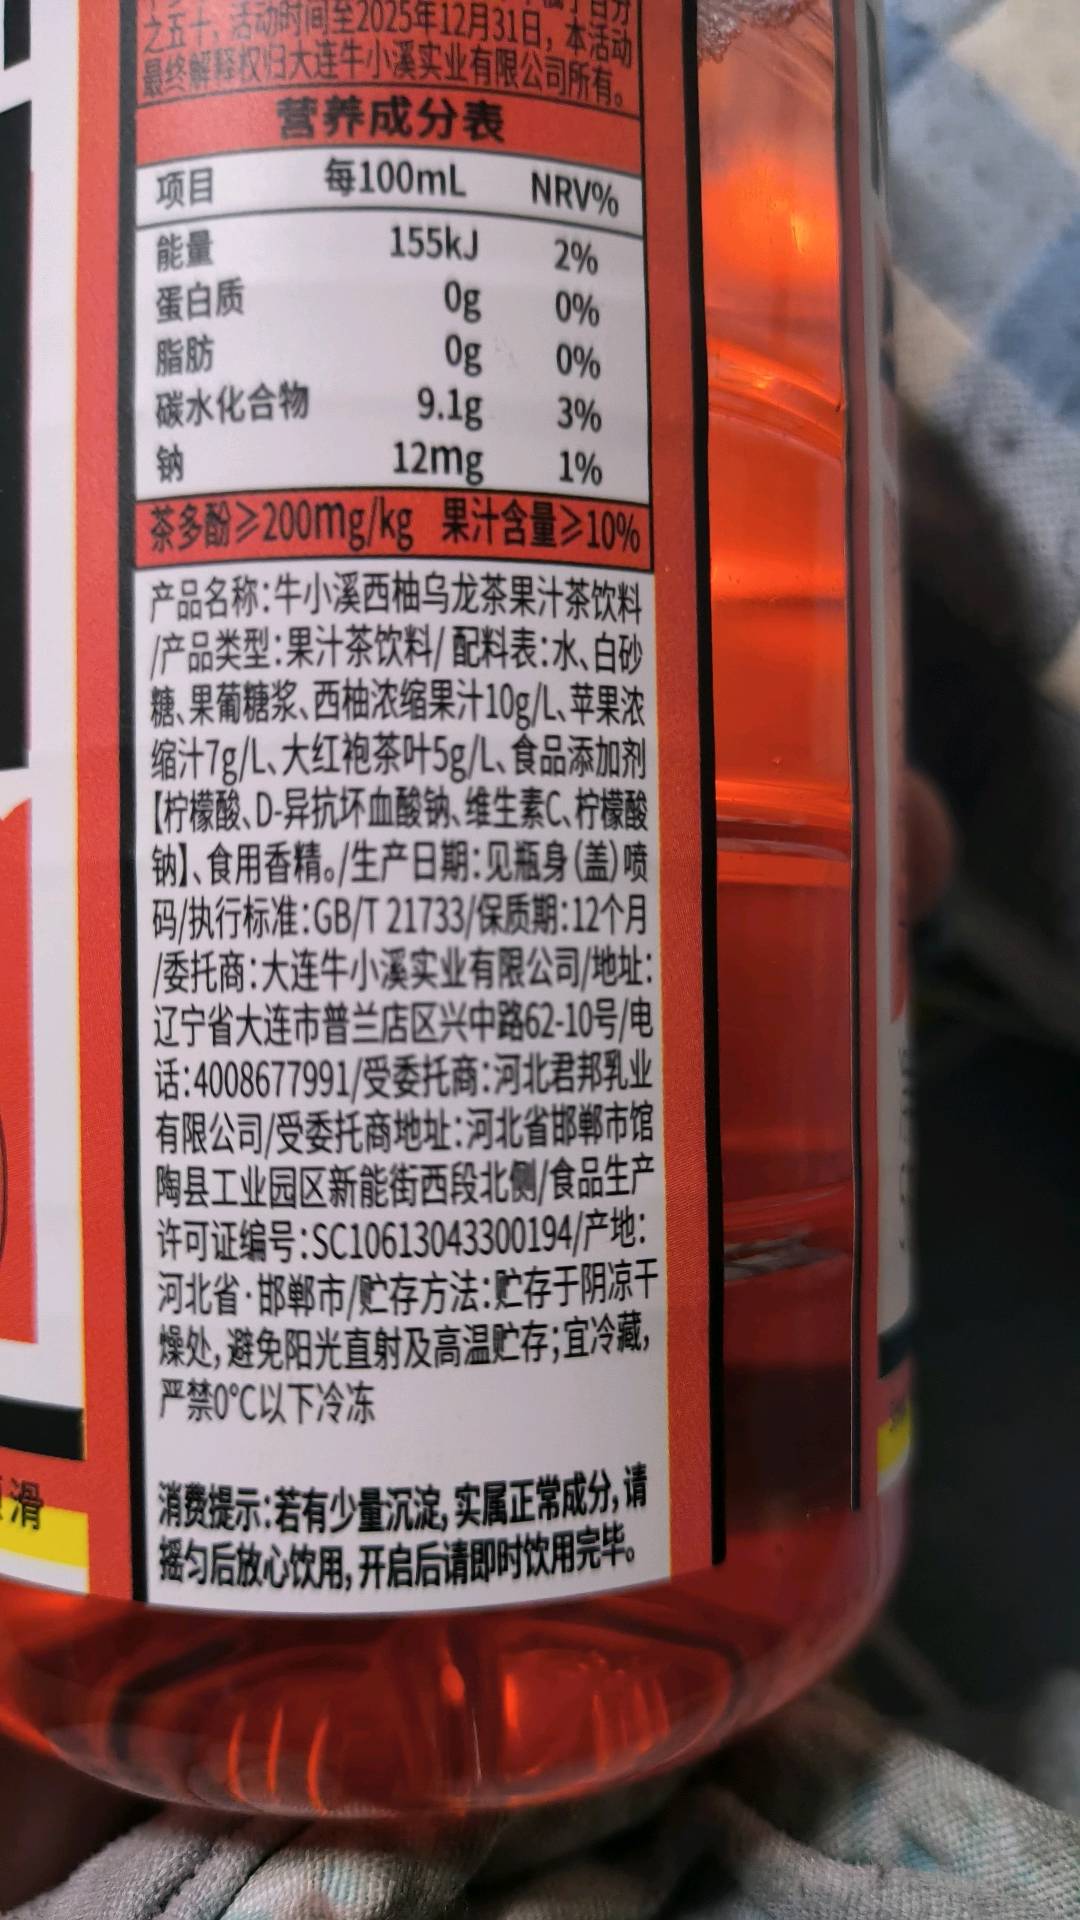 之五十，活动时间至2025年12月31日，本活动
最终解释权归大连牛小溪实业有限公司所有。
营养成分表
项目 每100mL NRV%
能量 155kJ 2%
蛋白质 0g 0%
脂肪 0g 0%
碳水化合物 9.1g 3%
钠 12mg 1%
茶多酚≥200mg/kg 果汁含量≥10%
产品名称:牛小溪西柚乌龙茶果汁茶饮料
/产品类型:果汁茶饮料/ 配料表:水、白砂
糖、果葡糖浆、西柚浓缩果汁10g/L、苹果浓
缩汁7g/L、大红袍茶叶5g/L、食品添加剂
【柠檬酸、D-异抗坏血酸钠、维生素C、柠檬酸
钠】、食用香精。/生产日期:见瓶身(盖)喷
码/执行标准:GB/T 21733/保质期:12个月
/委托商:大连牛小溪实业有限公司/地址:
辽宁省大连市普兰店区兴中路62-10号/电
话:4008677991/受委托商:河北君邦乳业
有限公司/受委托商地址:河北省邯郸市馆
陶县工业园区新能街西段北侧/食品生产
许可证编号:SC10613043300194/产地:
河北省·邯郸市/贮存方法:贮存于阴凉干
燥处,避免阳光直射及高温贮存;宜冷藏,
严禁0℃以下冷冻
消费提示:若有少量沉淀,实属正常成分,请
摇匀后放心饮用,开启后请即时饮用完毕。
滑